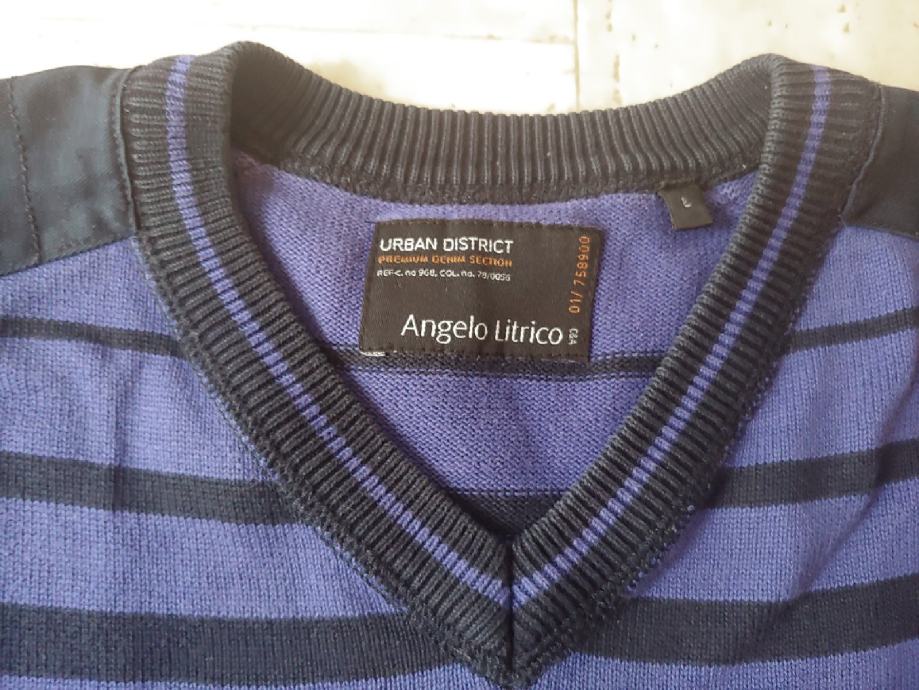 URBAN DISTRICT
PREMIUM DENIM SECTION
REF-C. no 968, COL. no. 79/0056
01/758900
Angelo Litrico
C&A
L